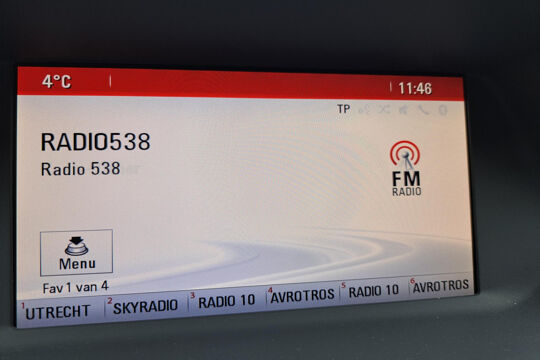 4°C
11:46
TP
RADIO538
Radio 538
FM
RADIO
Menu
Fav 1 van 4
1 UTRECHT 2 SKYRADIO 3 RADIO 10 4 AVROTROS 5 RADIO 10 6 AVROTROS